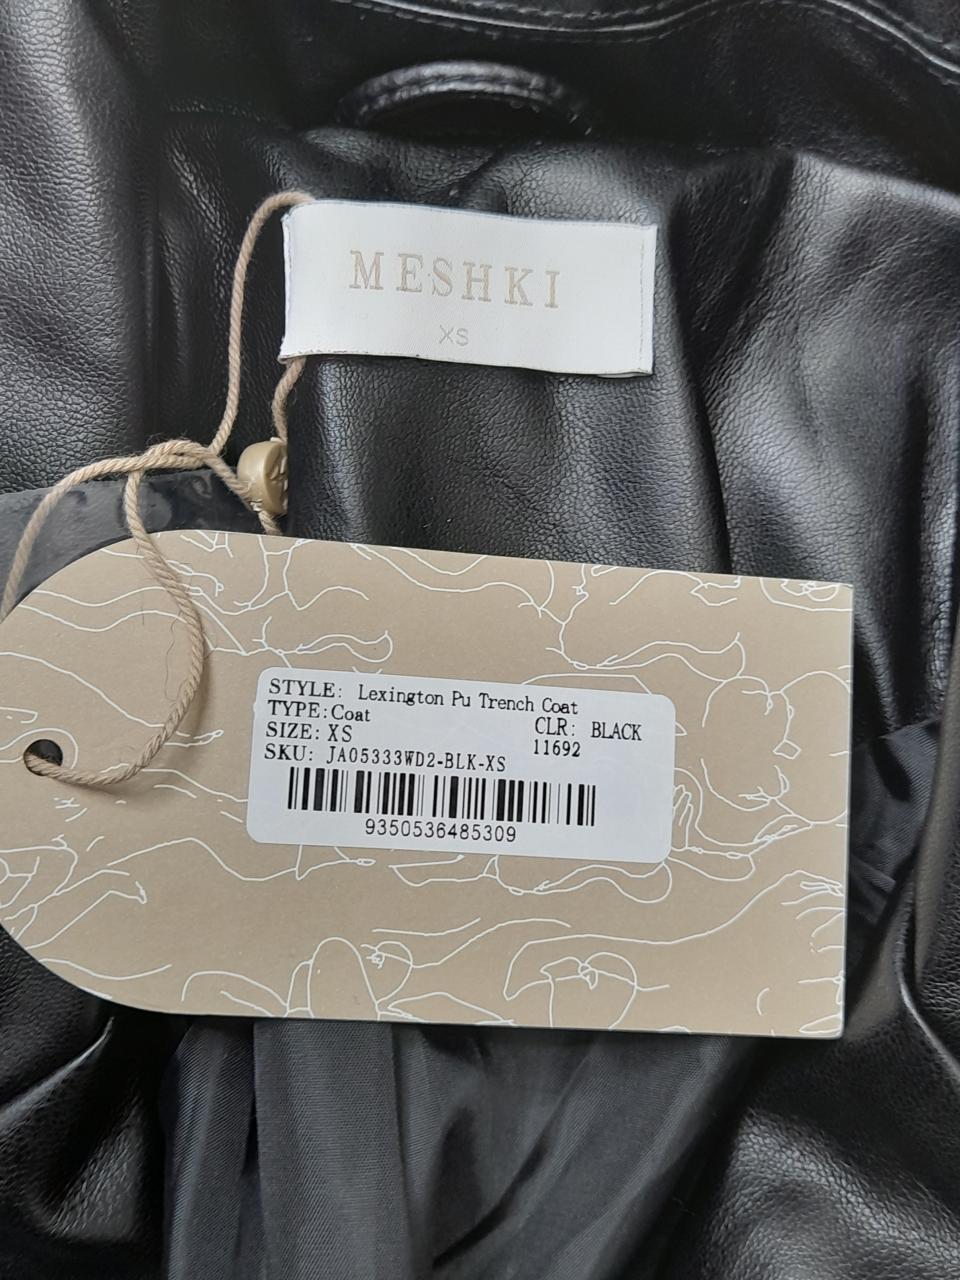 MESHKI
XS
STYLE: Lexington Pu Trench Coat
TYPE:Coat CLR: BLACK
SIZE: XS 11692
SKU: JA05333WD2-BLK-XS
9350536485309